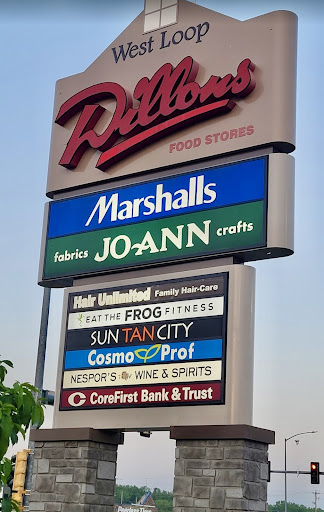 West Loop
Dillons
FOOD STORES
Marshalls
fabrics JO-ANN crafts
Hair Unlimited Family Hair-Care
EAT THE FROG FITNESS
SUN TAN CITY
CosmoProf
NESPOR'S WINE & SPIRITS
CoreFirst Bank & Trust